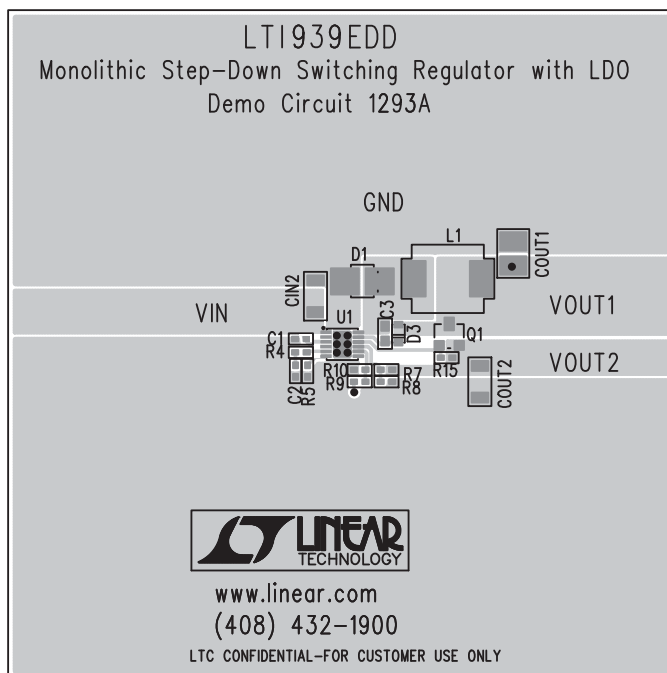 LT1939EDD
Monolithic Step-Down Switching Regulator with LDO
Demo Circuit 1293A
GND
L1
COUT1
D1
CIN2
VIN
U1
C3
D3
VOUT1
Q1
C1
R4
VOUT2
R10
R7
R15
R9
R8
C2
R5
COUT2
LINEAR
TECHNOLOGY
www.linear.com
(408) 432-1900
LTC CONFIDENTIAL-FOR CUSTOMER USE ONLY